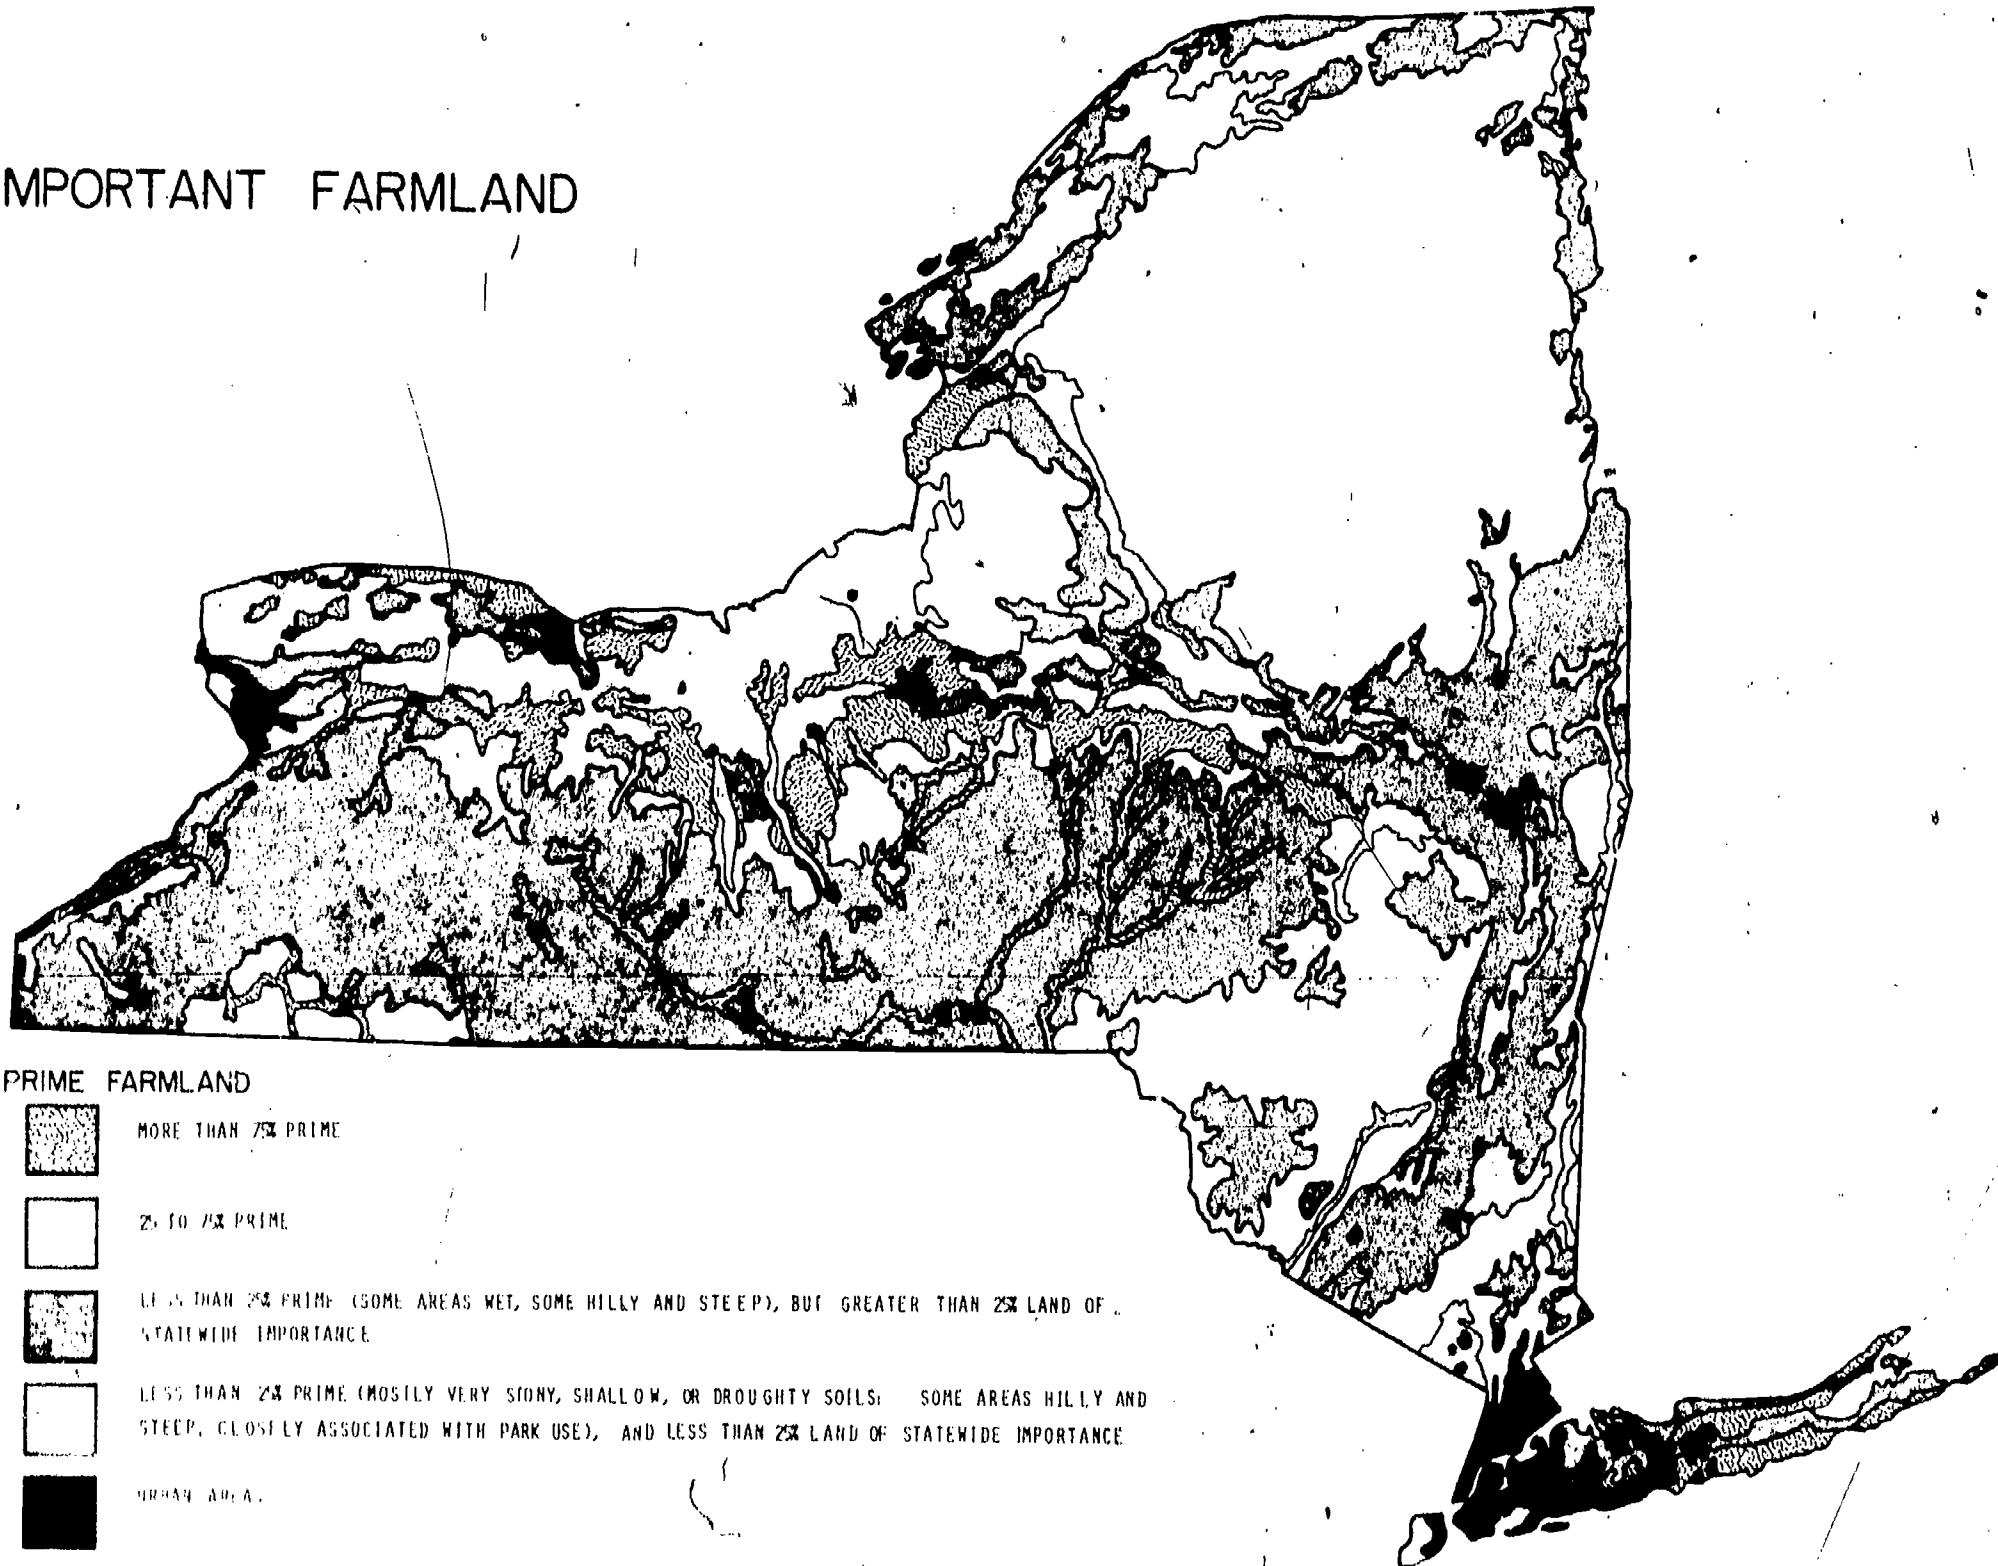 MPORTANT FARMLAND
PRIME FARMLAND
MORE THAN 75% PRIME
25 TO 75% PRIME
LESS THAN 25% PRIME (SOME AREAS WET, SOME HILLY AND STEEP), BUT GREATER THAN 25% LAND OF
STATEWIDE IMPORTANCE
LESS THAN 25% PRIME (MOSTLY VERY STONY, SHALLOW, OR DROUGHTY SOILS; SOME AREAS HILLY AND
STEEP, CLOSELY ASSOCIATED WITH PARK USE), AND LESS THAN 25% LAND OF STATEWIDE IMPORTANCE
URBAN AREA.